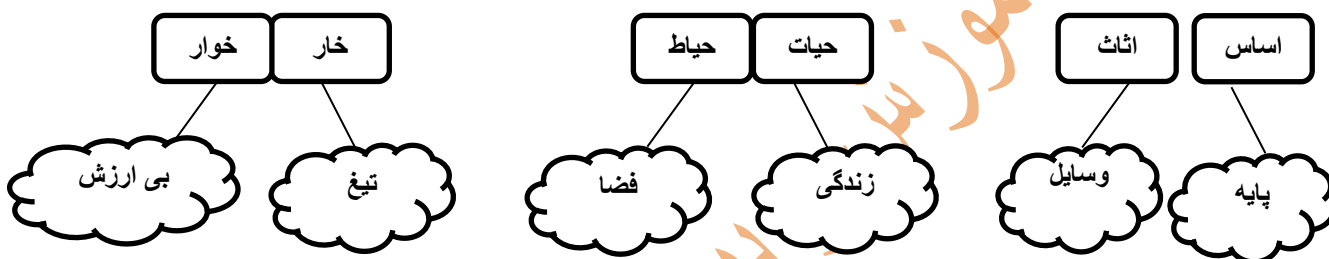 اساس اثاث حیات حیاط خار خوار
پایه وسایل زندگی فضا تیغ بی ارزش